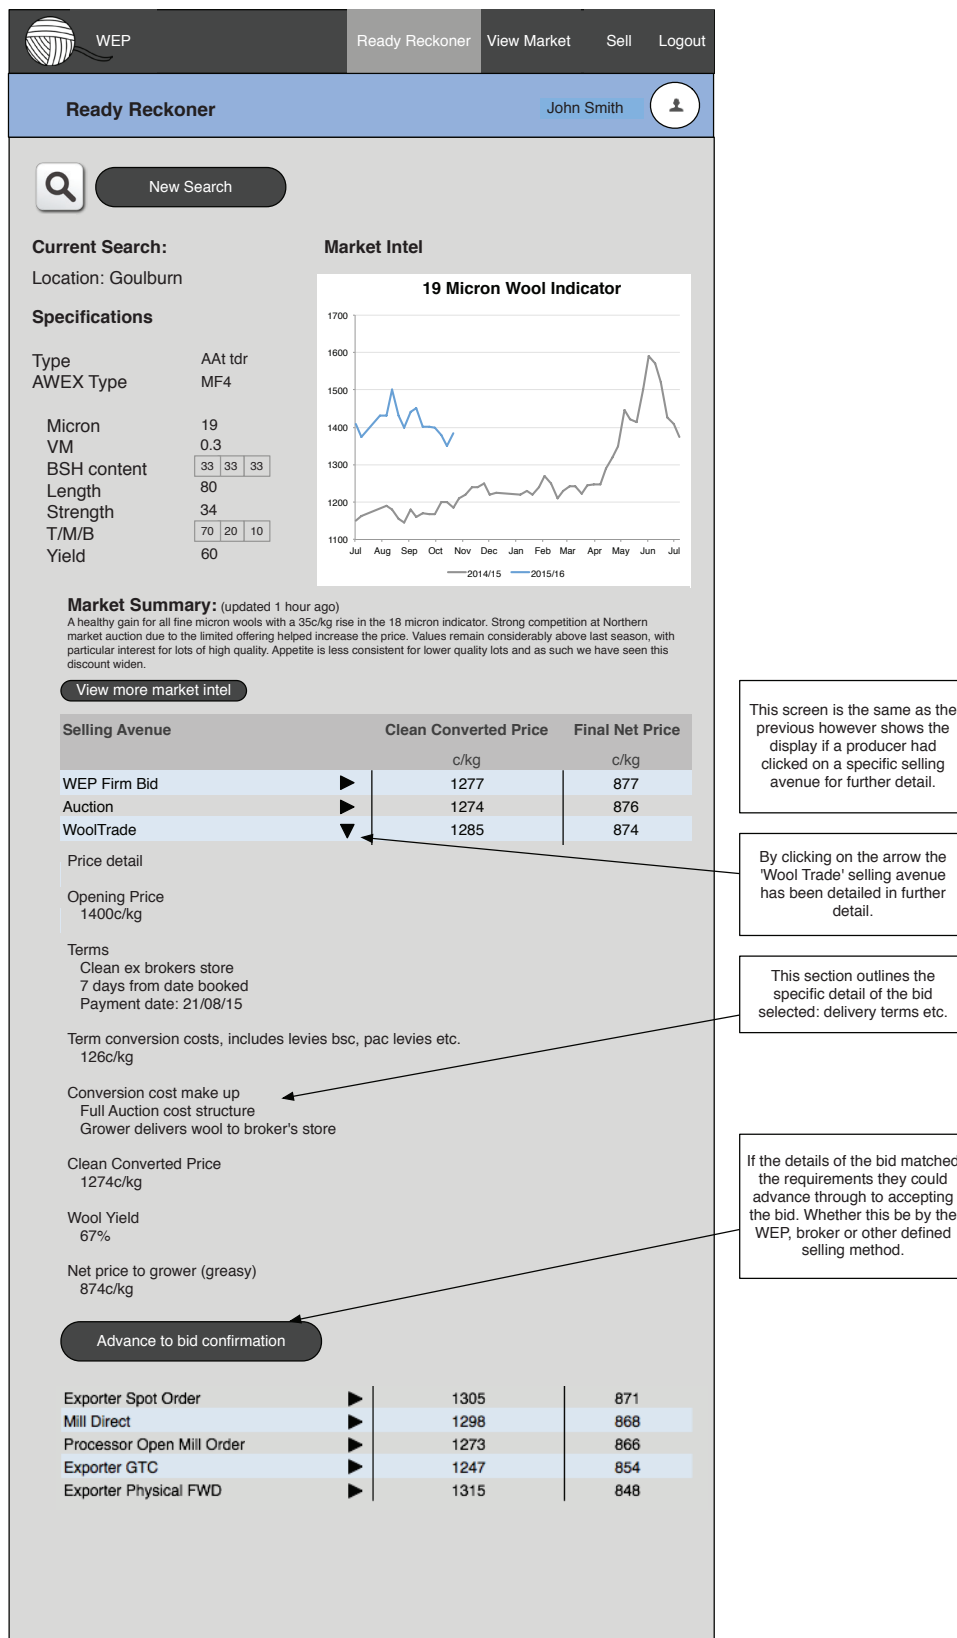 WEP
Ready Reckoner
View Market
Sell
Logout
Ready Reckoner
John Smith
New Search
Current Search:
Location: Goulburn
Specifications
Type AAt tdr
AWEX Type MF4
Micron 19
VM 0.3
BSH content 33 33 33
Length 80
Strength 34
T/M/B 70 20 10
Yield 60
Market Intel
19 Micron Wool Indicator
1700
1600
1500
1400
1300
1200
1100
Jul Aug Sep Oct Nov Dec Jan Feb Mar Apr May Jun Jul
2014/15 2015/16
Market Summary: (updated 1 hour ago)
A healthy gain for all fine micron wools with a 35c/kg rise in the 18 micron indicator. Strong competition at Northern
market auction due to the limited offering helped increase the price. Values remain considerably above last season, with
particular interest for lots of high quality. Appetite is less consistent for lower quality lots and as such we have seen this
discount widen.
View more market intel
Selling Avenue Clean Converted Price Final Net Price
c/kg c/kg
WEP Firm Bid 1277 877
Auction 1274 876
WoolTrade 1285 874
Price detail
Opening Price
1400c/kg
Terms
Clean ex brokers store
7 days from date booked
Payment date: 21/08/15
Term conversion costs, includes levies bsc, pac levies etc.
126c/kg
Conversion cost make up
Full Auction cost structure
Grower delivers wool to broker's store
Clean Converted Price
1274c/kg
Wool Yield
67%
Net price to grower (greasy)
874c/kg
Advance to bid confirmation
Exporter Spot Order 1305 871
Mill Direct 1298 868
Processor Open Mill Order 1273 866
Exporter GTC 1247 854
Exporter Physical FWD 1315 848
This screen is the same as the
previous however shows the
display if a producer had
clicked on a specific selling
avenue for further detail.
By clicking on the arrow the
'Wool Trade' selling avenue
has been detailed in further
detail.
This section outlines the
specific detail of the bid
selected: delivery terms etc.
If the details of the bid matched
the requirements they could
advance through to accepting
the bid. Whether this be by the
WEP, broker or other defined
selling method.